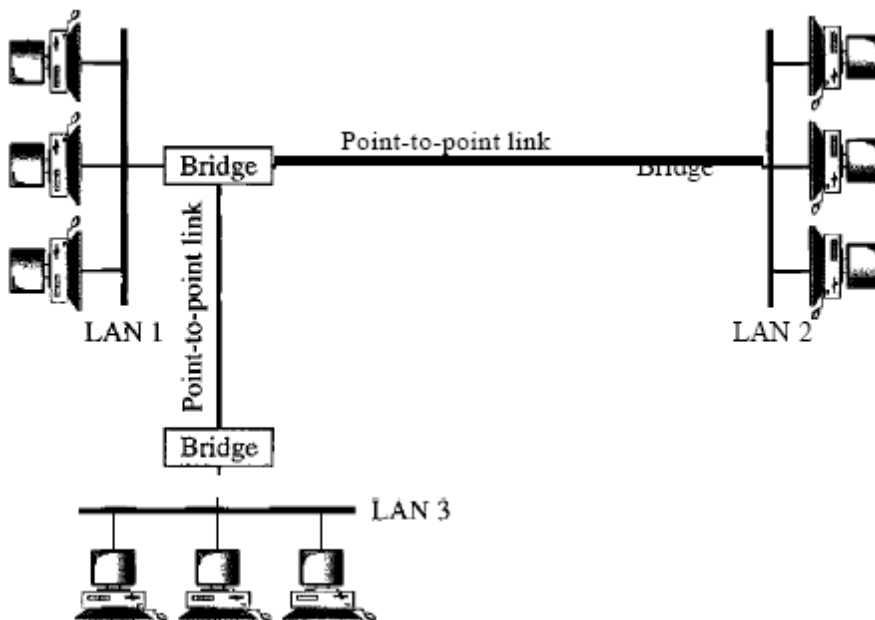 Point-to-point link
Bridge
Bridge
Point-to-point link
LAN 1
LAN 2
Bridge
LAN 3